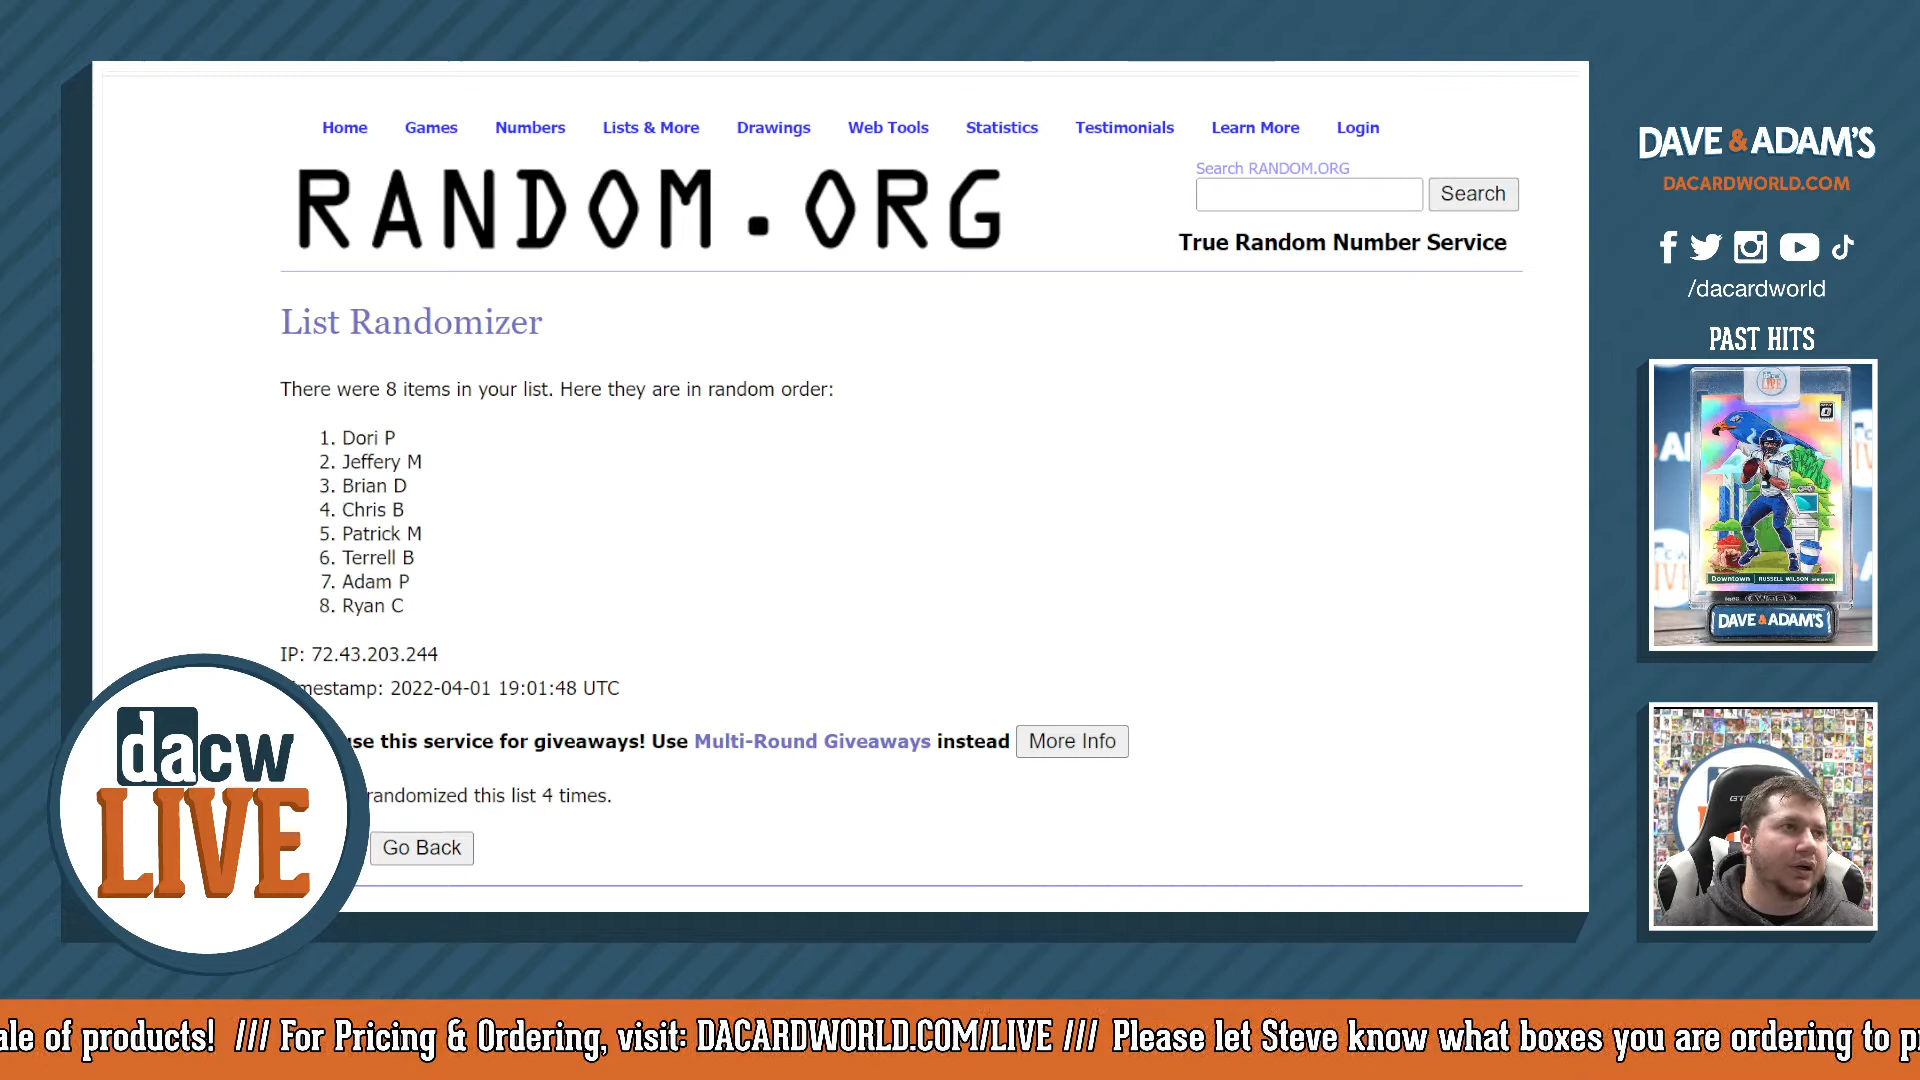 Home Games Numbers Lists & More Drawings Web Tools Statistics Testimonials Learn More Login
RANDOM.ORG
Search RANDOM.ORG
Search
True Random Number Service
List Randomizer
There were 8 items in your list. Here they are in random order:
1. Dori P
2. Jeffery M
3. Brian D
4. Chris B
5. Patrick M
6. Terrell B
7. Adam P
8. Ryan C
IP: 72.43.203.244
mestamp: 2022-04-01 19:01:48 UTC
use this service for giveaways! Use Multi-Round Giveaways instead More Info
randomized this list 4 times.
Go Back
dacw
LIVE
DAVE & ADAM'S
DACARDWORLD.COM
/dacardworld
PAST HITS
Downtown RUSSELL WILSON
DAVE & ADAM'S
ale of products! /// For Pricing & Ordering, visit: DACARDWORLD.COM/LIVE /// Please let Steve know what boxes you are ordering to p